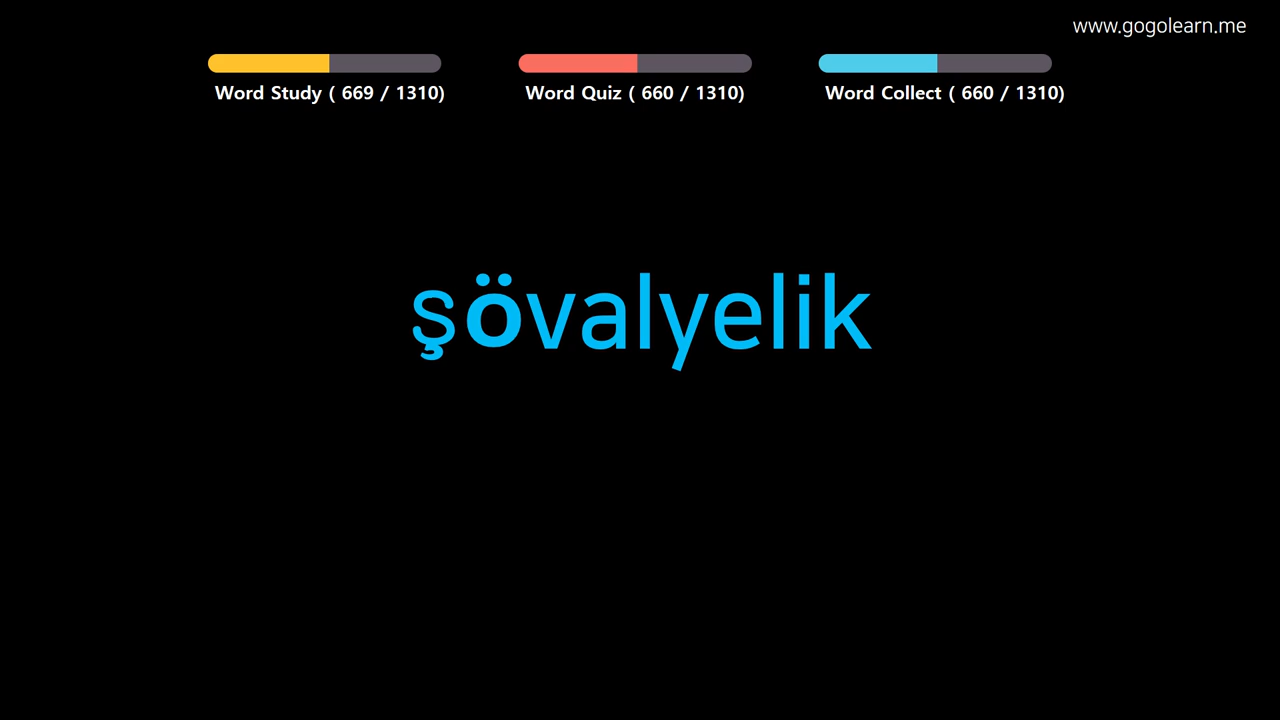 www.gogolearn.me
Word Study ( 669 / 1310)
Word Quiz ( 660 / 1310)
Word Collect ( 660 / 1310)
şövalyelik